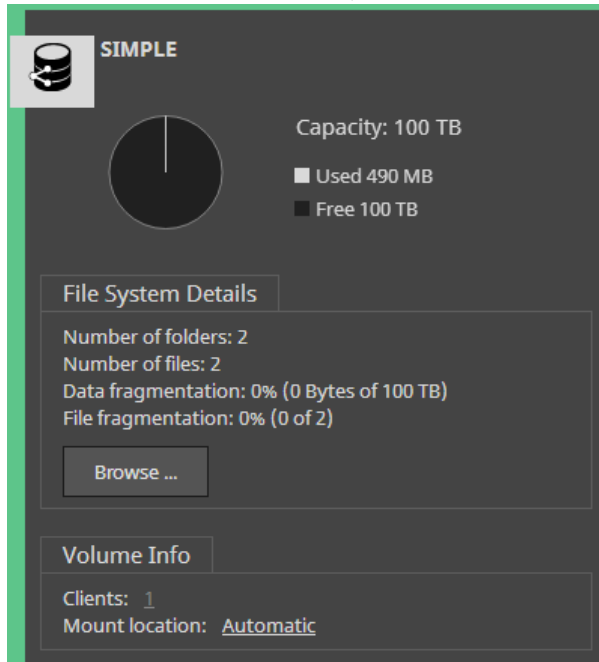 SIMPLE
Capacity: 100 TB
Used 490 MB
Free 100 TB
File System Details
Number of folders: 2
Number of files: 2
Data fragmentation: 0% (0 Bytes of 100 TB)
File fragmentation: 0% (0 of 2)
Browse ...
Volume Info
Clients: 1
Mount location: Automatic